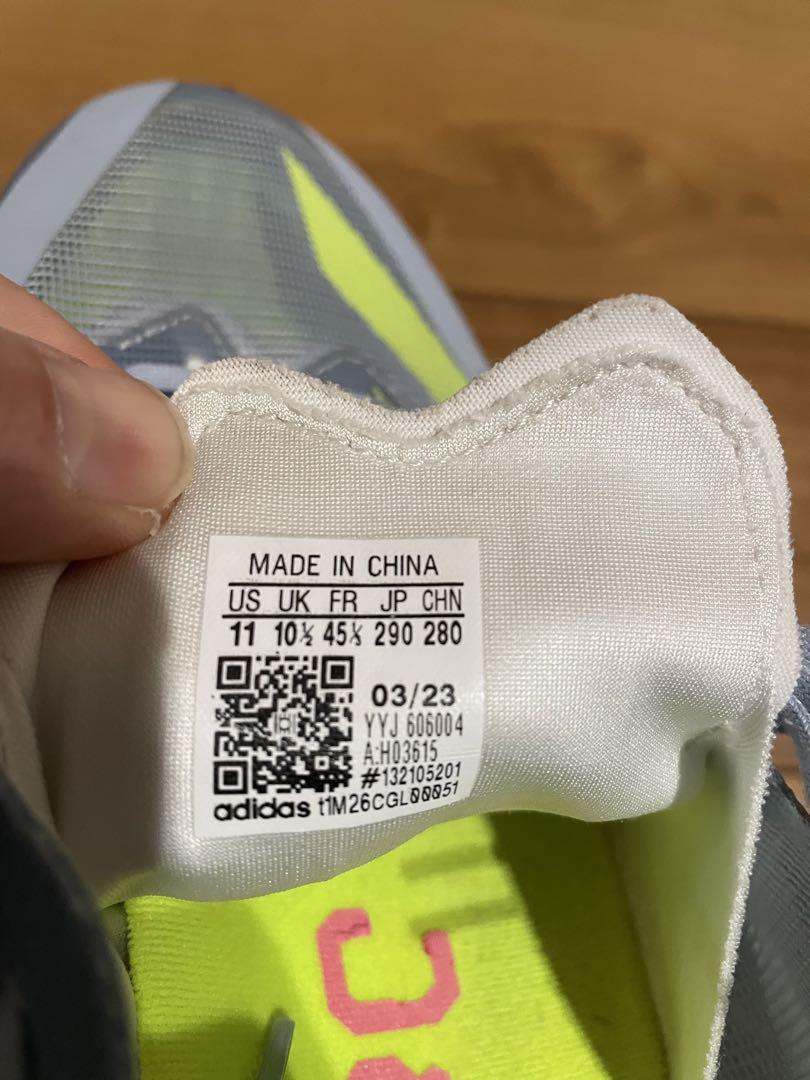 MADE IN CHINA
US UK FR JP CHN
11 10½ 45⅓ 290 280
03/23
YYJ 606004
A:H03615
#132105201
adidas t1M26CGL00051
C